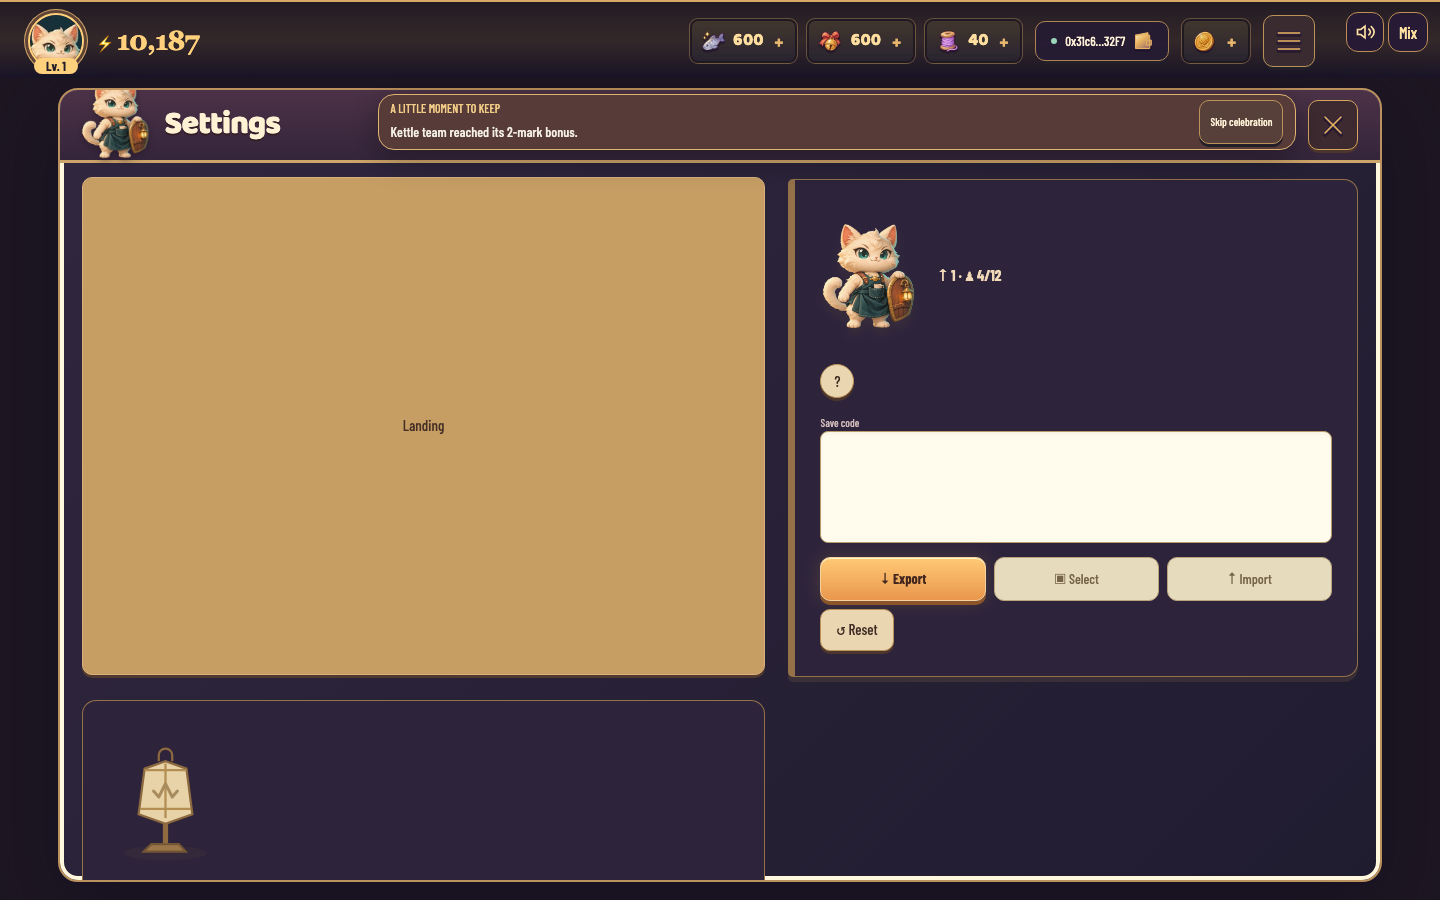 Lv. 1
⚡10,187
600 +
600 +
40 +
0x31c6...32F7
+
Mix
Settings
A LITTLE MOMENT TO KEEP
Kettle team reached its 2-mark bonus.
Skip celebration
Landing
↑ 1 · ♟ 4/12
?
Save code
↓ Export
▣ Select
↑ Import
↺ Reset